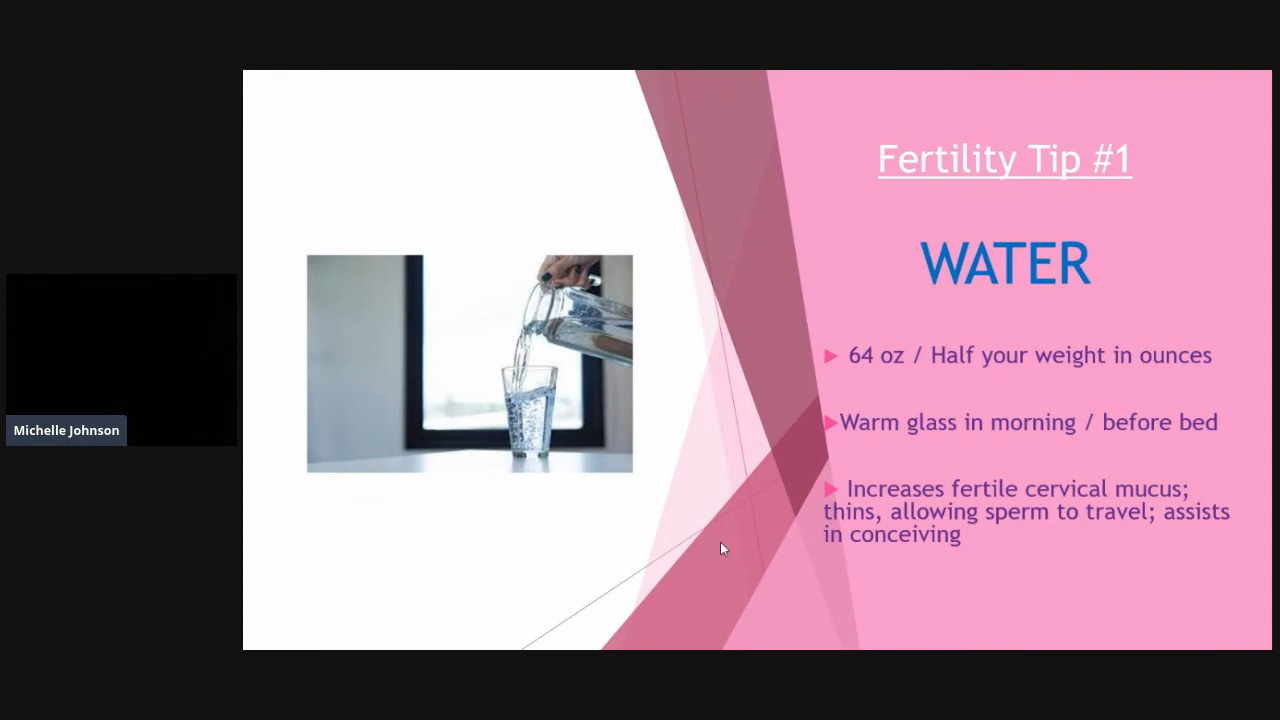 Fertility Tip #1
WATER
64 oz / Half your weight in ounces
Warm glass in morning / before bed
Increases fertile cervical mucus;
thins, allowing sperm to travel; assists
in conceiving
Michelle Johnson